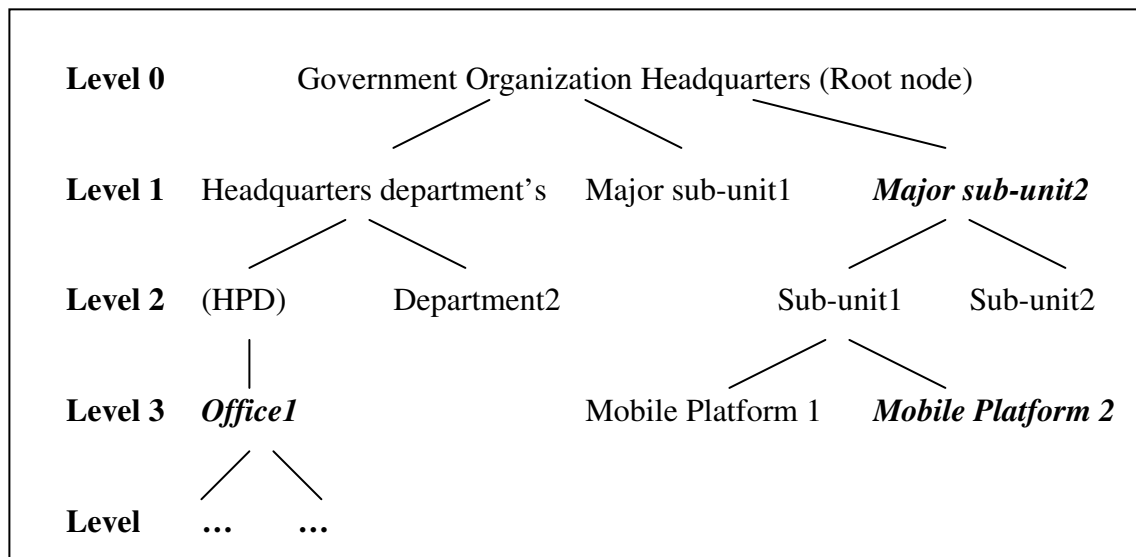 Level 0 Government Organization Headquarters (Root node)
Level 1 Headquarters department's Major sub-unit1 Major sub-unit2
Level 2 (HPD) Department2 Sub-unit1 Sub-unit2
Level 3 Office1 Mobile Platform 1 Mobile Platform 2
Level ... ...